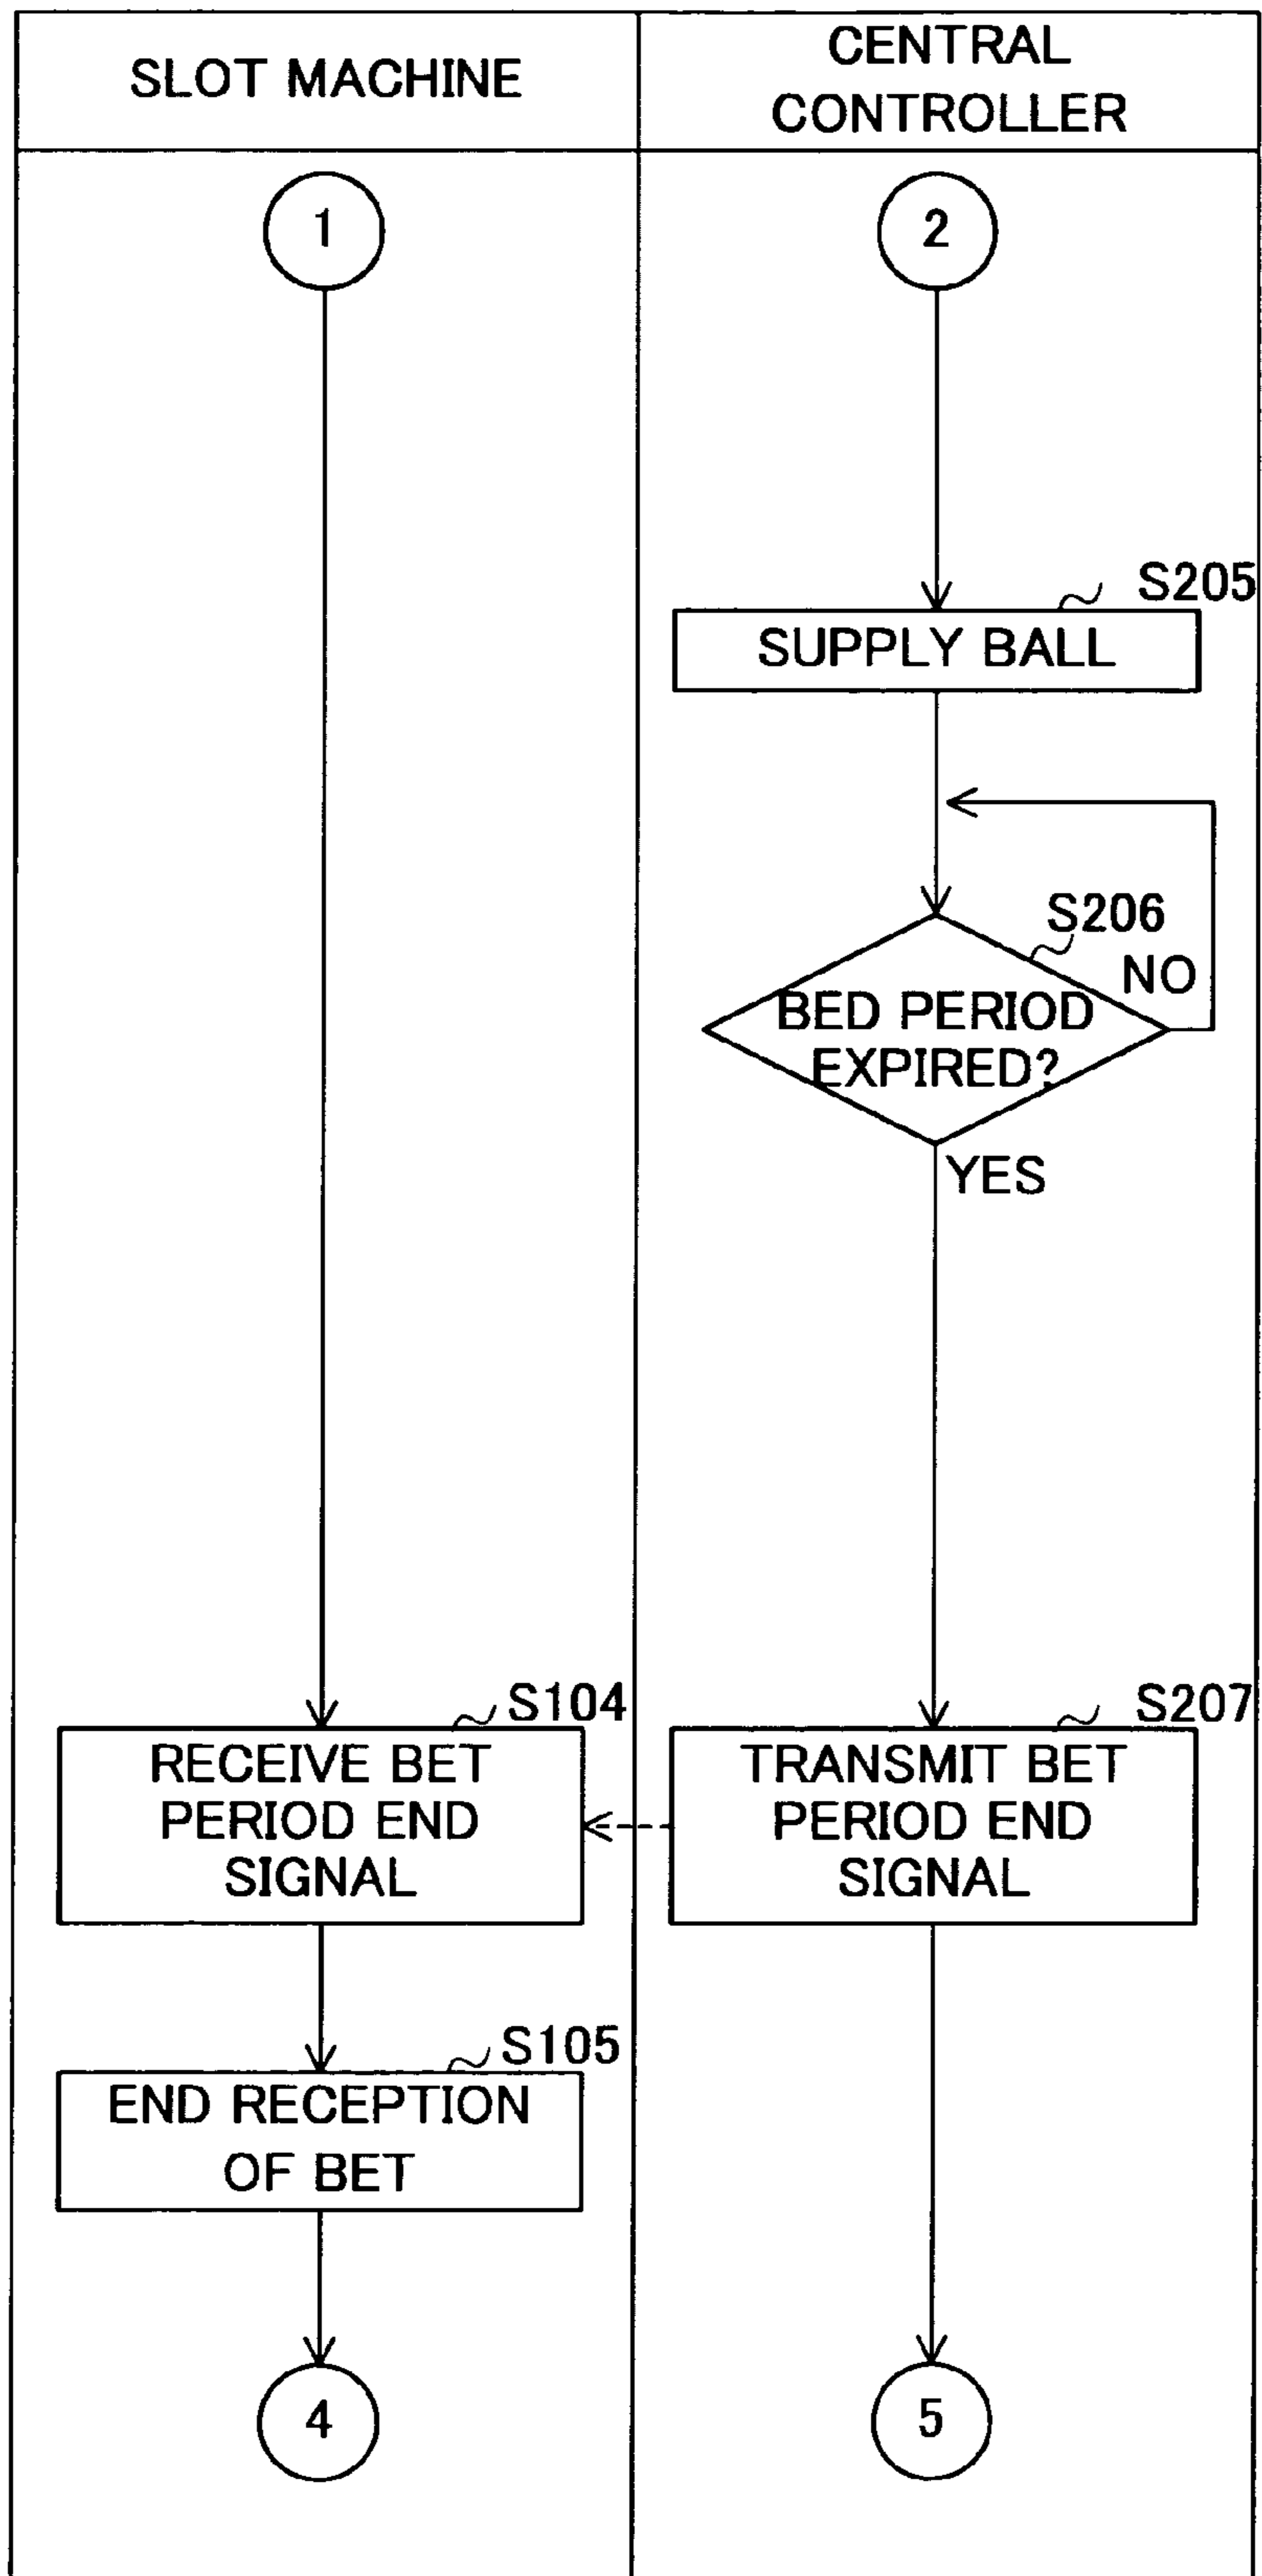 SLOT MACHINE
CENTRAL
CONTROLLER
1
2
S205
SUPPLY BALL
S206
NO
BED PERIOD
EXPIRED?
YES
S104
RECEIVE BET
PERIOD END
SIGNAL
S207
TRANSMIT BET
PERIOD END
SIGNAL
S105
END RECEPTION
OF BET
4
5